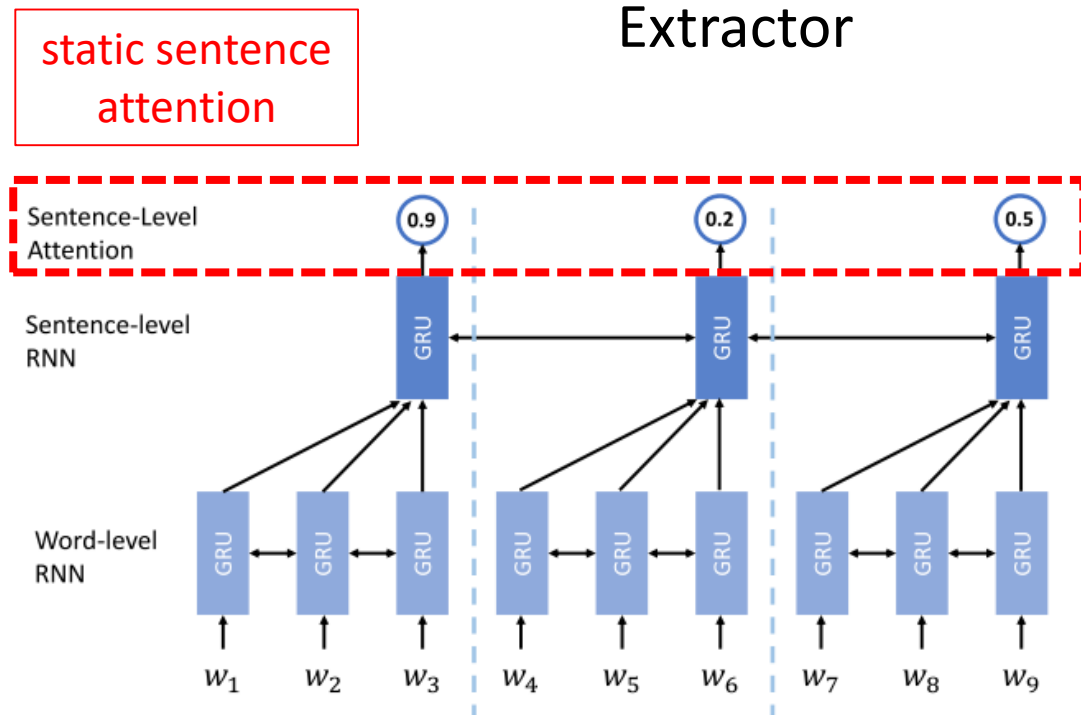 static sentence
attention
Extractor
Sentence-Level
Attention
0.9
0.2
0.5
Sentence-level
RNN
GRU
GRU
GRU
Word-level
RNN
GRU
GRU
GRU
GRU
GRU
GRU
GRU
GRU
GRU
w₁
w₂
w₃
w₄
w₅
w₆
w₇
w₈
w₉